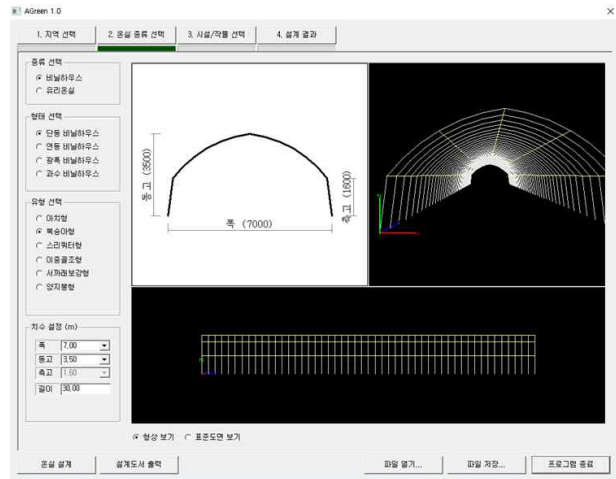 AGreen 1.0
1. 지역 선택
2. 온실 종류 선택
3. 시설/작물 선택
4. 설계 결과
종류 선택
비닐하우스
유리온실
형태 선택
단동 비닐하우스
연동 비닐하우스
광폭 비닐하우스
과수 비닐하우스
유형 선택
아치형
복숭아형
스리쿼터형
이중골조형
서까래보강형
양지붕형
치수 설정 (m)
폭 7,00
동고 3,50
측고 1,60
길이 30,00
동고 (3500)
폭 (7000)
측고 (1600)
형상 보기
표준도면 보기
온실 설계
설계도서 출력
파일 열기...
파일 저장...
프로그램 종료